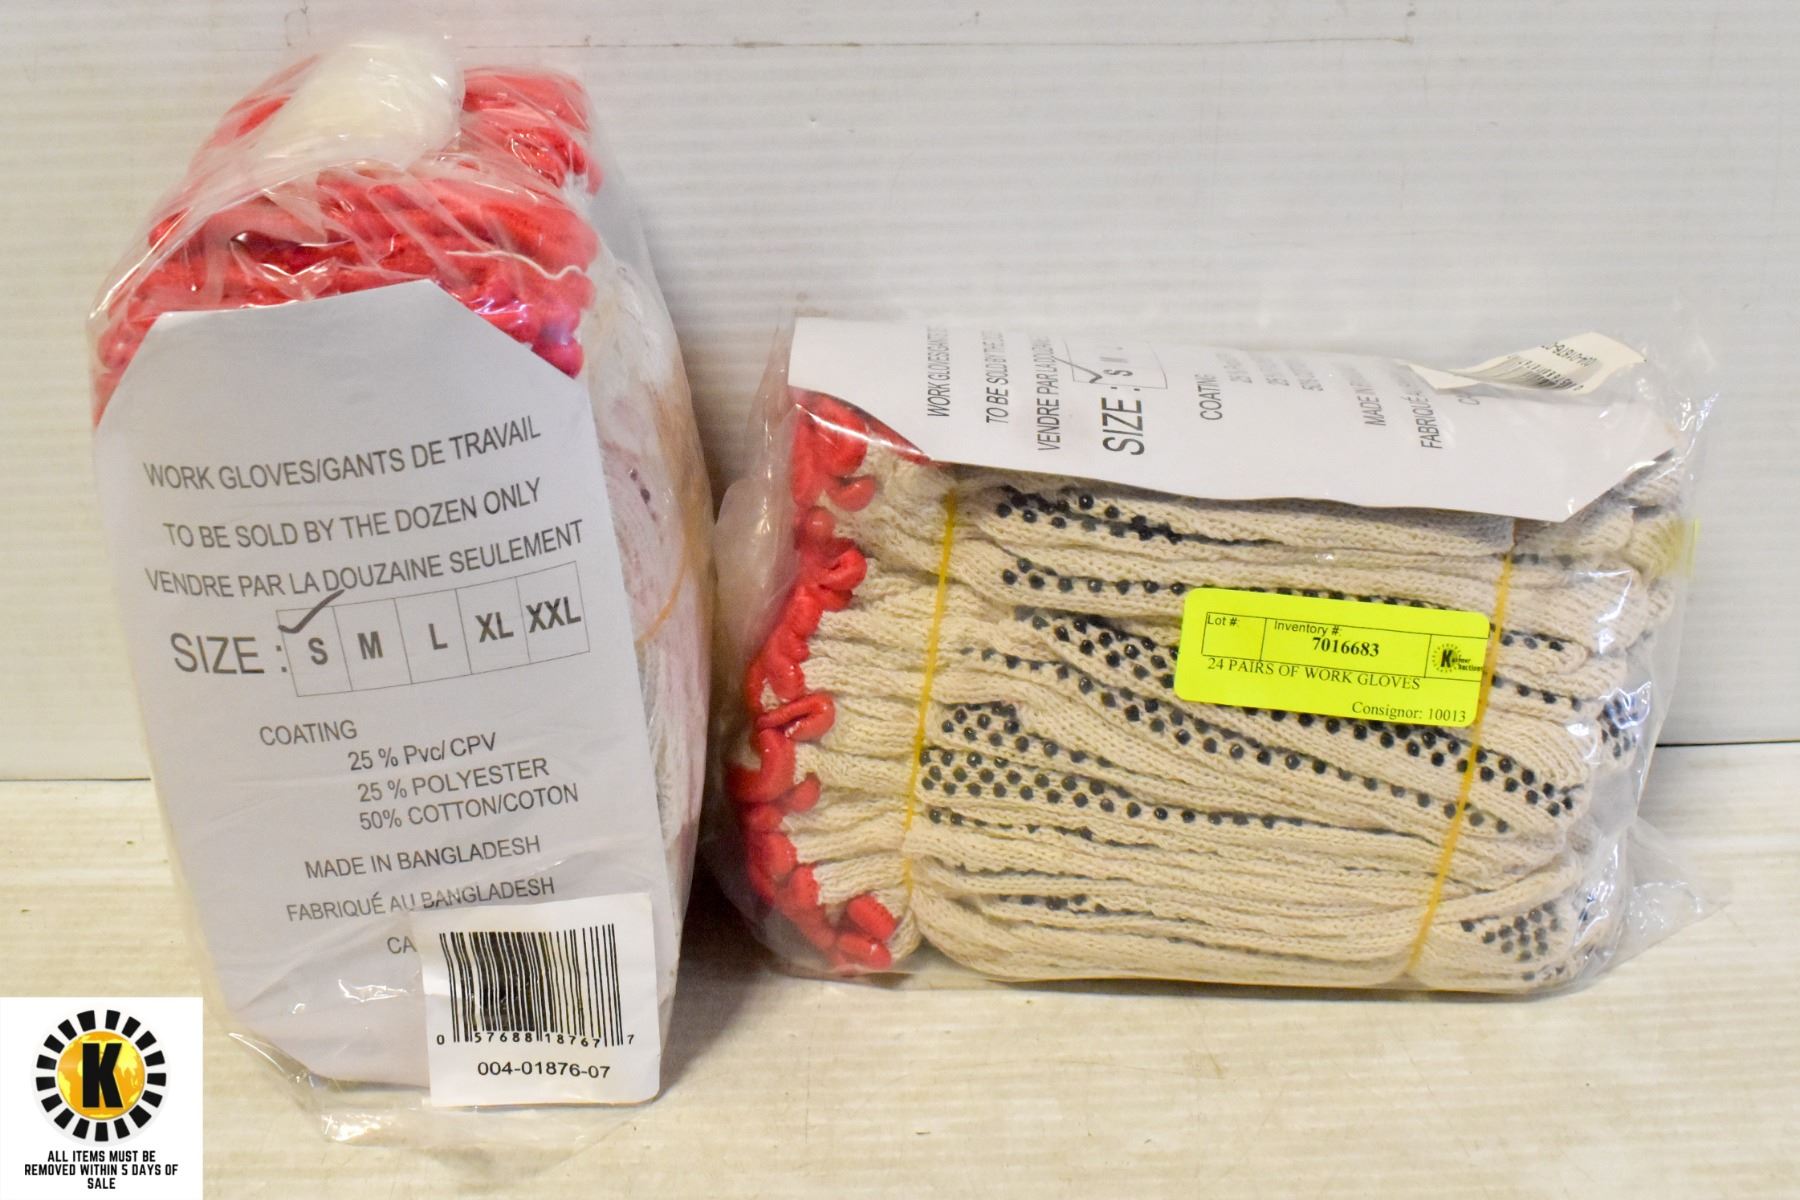 WORK GLOVES/GANTS DE TRAVAIL
TO BE SOLD BY THE DOZEN ONLY
VENDRE PAR LA DOUZAINE SEULEMENT
SIZE : S M L XL XXL
COATING
25 % Pvc/ CPV
25 % POLYESTER
50% COTTON/COTON
MADE IN BANGLADESH
FABRIQUÉ AU BANGLADESH
CA
0 57688 18767 7
004-01876-07
WORK GLOVES/GANTS
TO BE SOLD BY THE
VENDRE PAR LA DOUZAINE
SIZE : S M
COATING
MADE IN
FABRIQUÉ
CA
Lot #: Inventory #:
7016683
24 PAIRS OF WORK GLOVES
Consignor: 10013
K
ALL ITEMS MUST BE
REMOVED WITHIN 5 DAYS OF
SALE